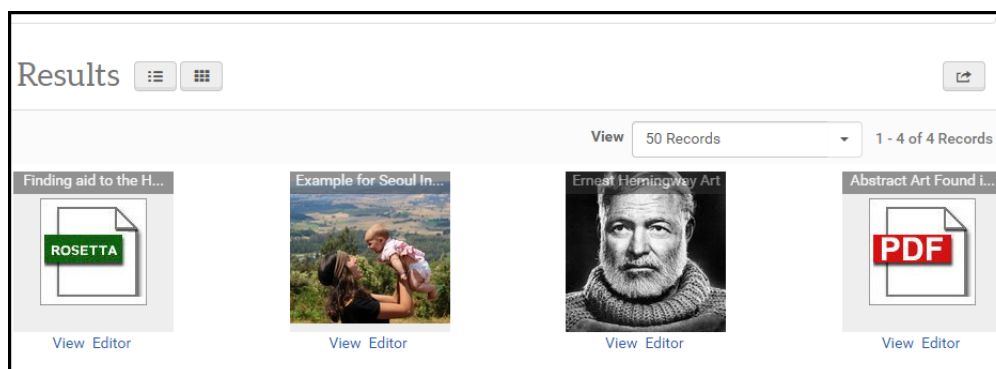 Results
View 50 Records 1 - 4 of 4 Records
Finding aid to the H... Example for Seoul In... Ernest Hemingway Art Abstract Art Found i...
ROSETTA PDF
View Editor View Editor View Editor View Editor